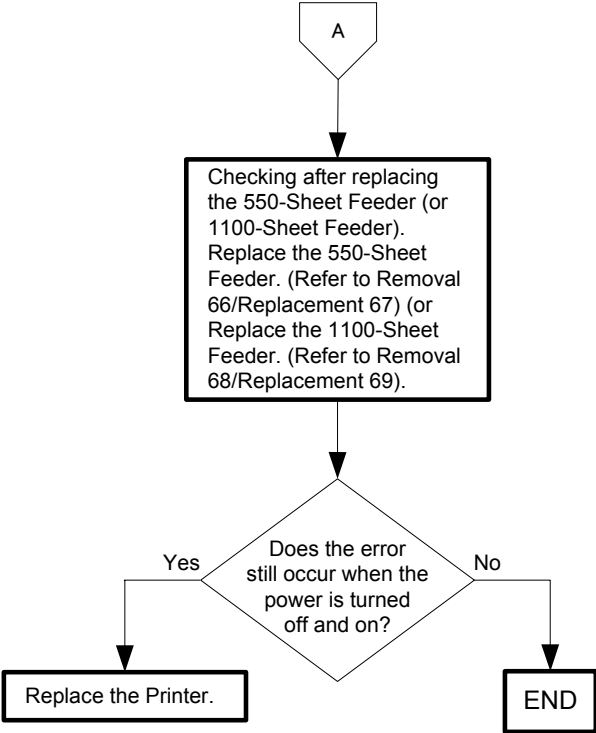 A
Checking after replacing
the 550-Sheet Feeder (or
1100-Sheet Feeder).
Replace the 550-Sheet
Feeder. (Refer to Removal
66/Replacement 67) (or
Replace the 1100-Sheet
Feeder. (Refer to Removal
68/Replacement 69).
Does the error
still occur when the
power is turned
off and on?
Yes
No
Replace the Printer.
END